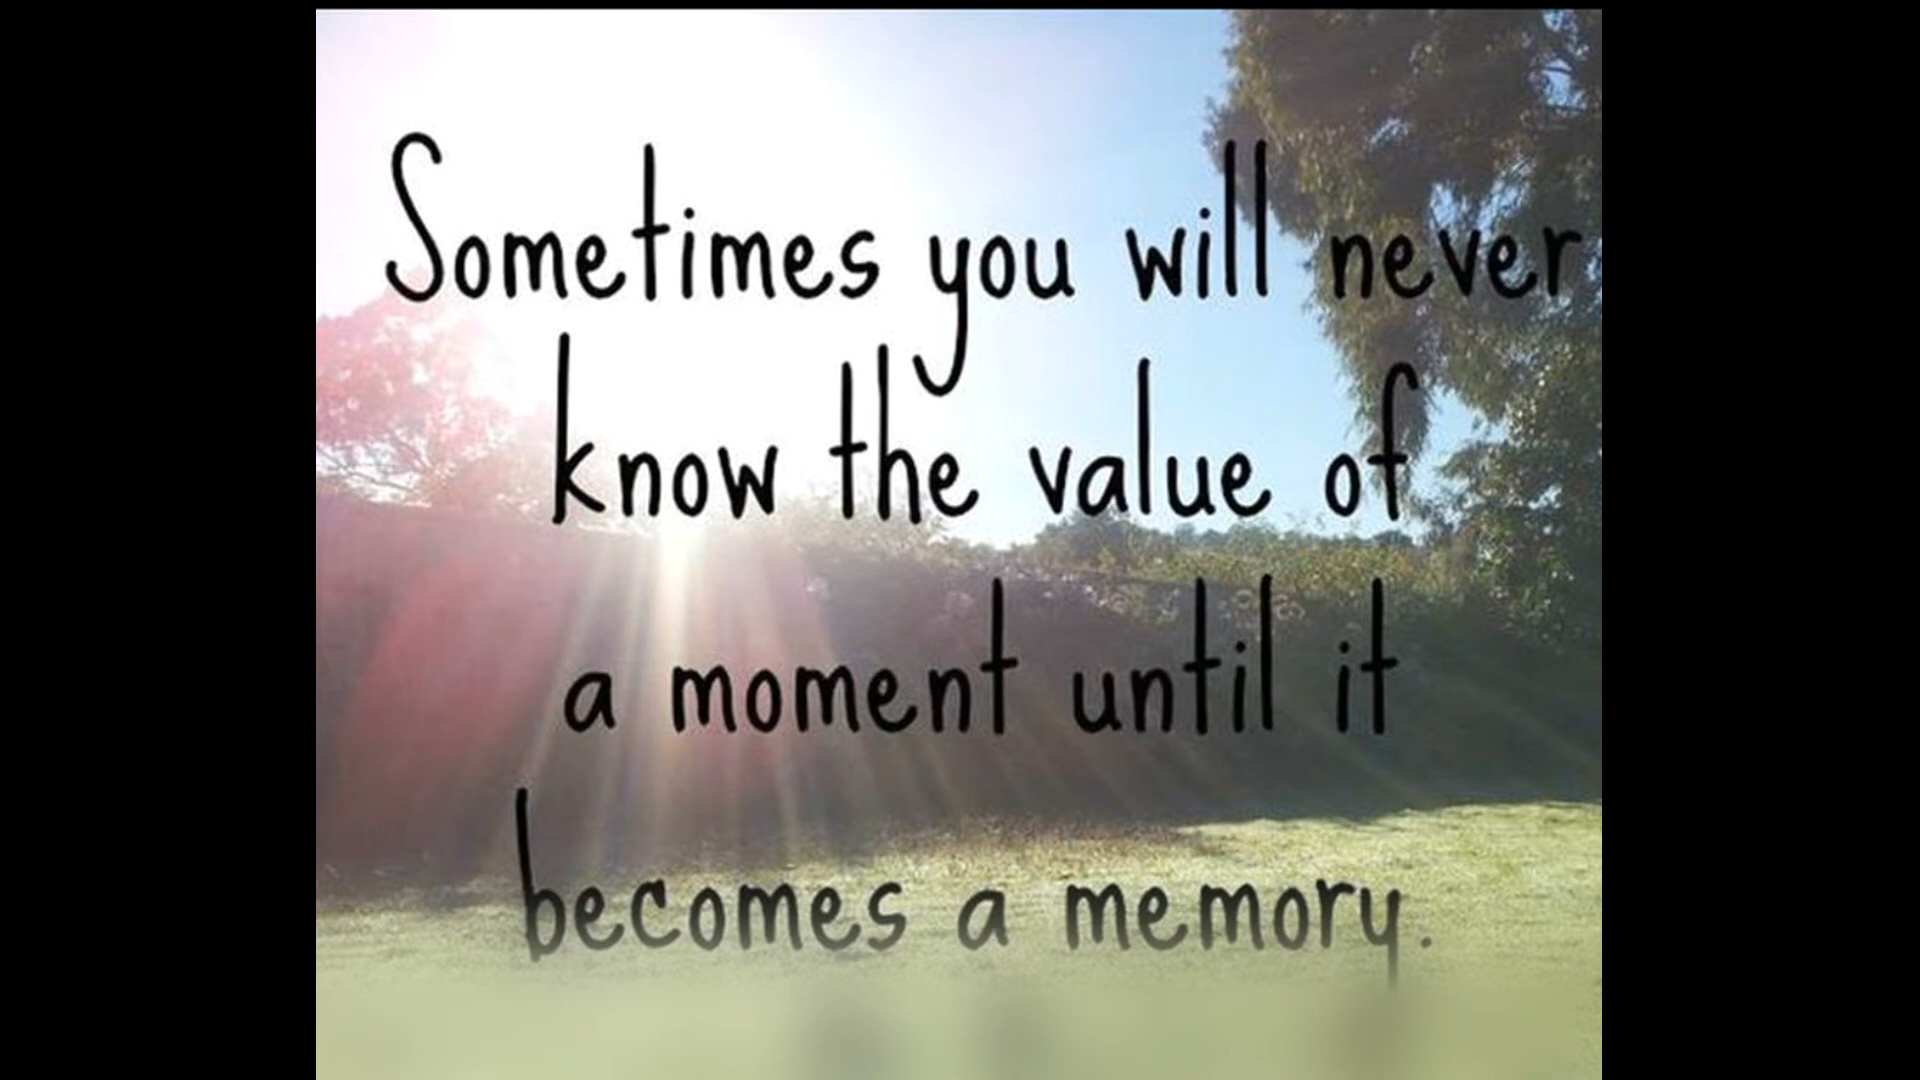 Sometimes you will never
know the value of
a moment until it
becomes a memory.